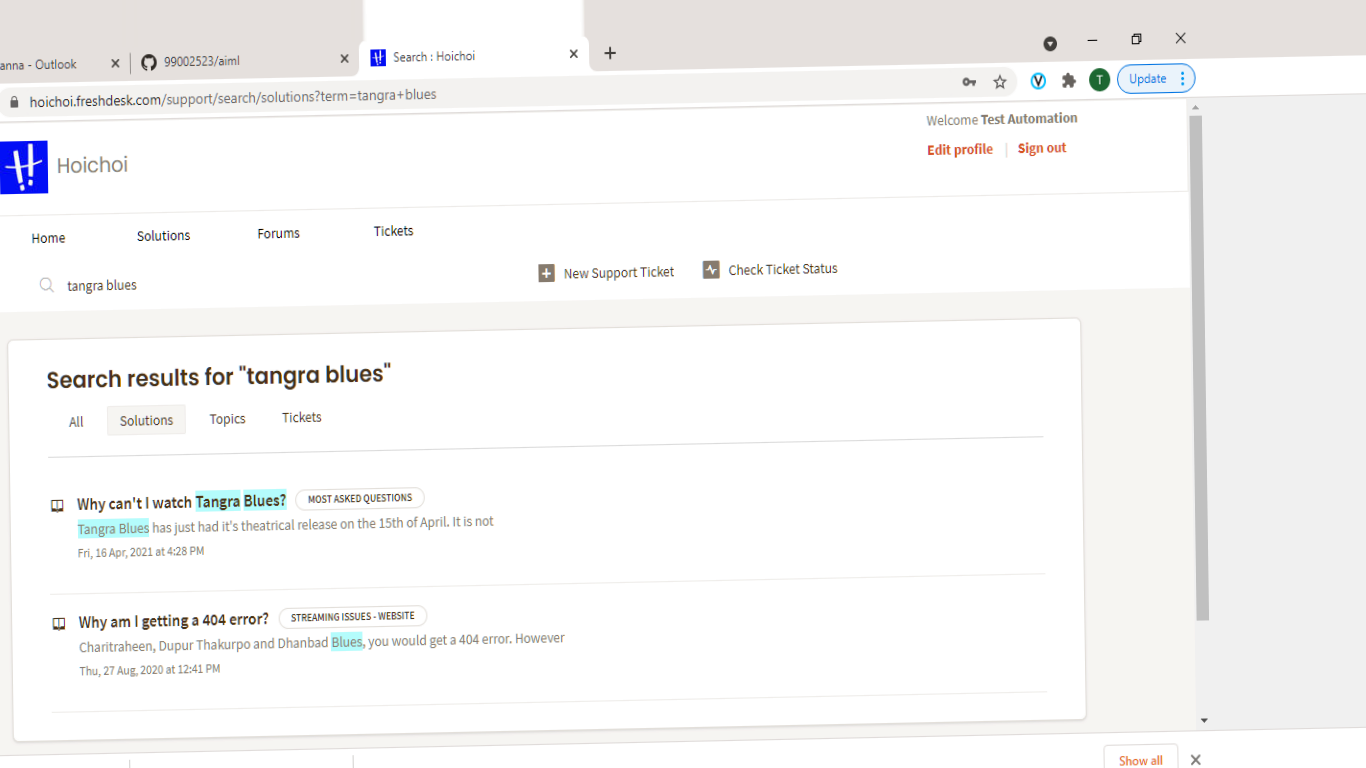 anna - Outlook
99002523/aiml
Search : Hoichoi
hoichoi.freshdesk.com/support/search/solutions?term=tangra+blues
T
Update
Welcome Test Automation
Edit profile
Sign out
Hoichoi
Home
Solutions
Forums
Tickets
tangra blues
New Support Ticket
Check Ticket Status
Search results for "tangra blues"
All
Solutions
Topics
Tickets
Why can't I watch Tangra Blues?
MOST ASKED QUESTIONS
Tangra Blues has just had it's theatrical release on the 15th of April. It is not
Fri, 16 Apr, 2021 at 4:28 PM
Why am I getting a 404 error?
STREAMING ISSUES - WEBSITE
Charitraheen, Dupur Thakurpo and Dhanbad Blues, you would get a 404 error. However
Thu, 27 Aug, 2020 at 12:41 PM
Show all